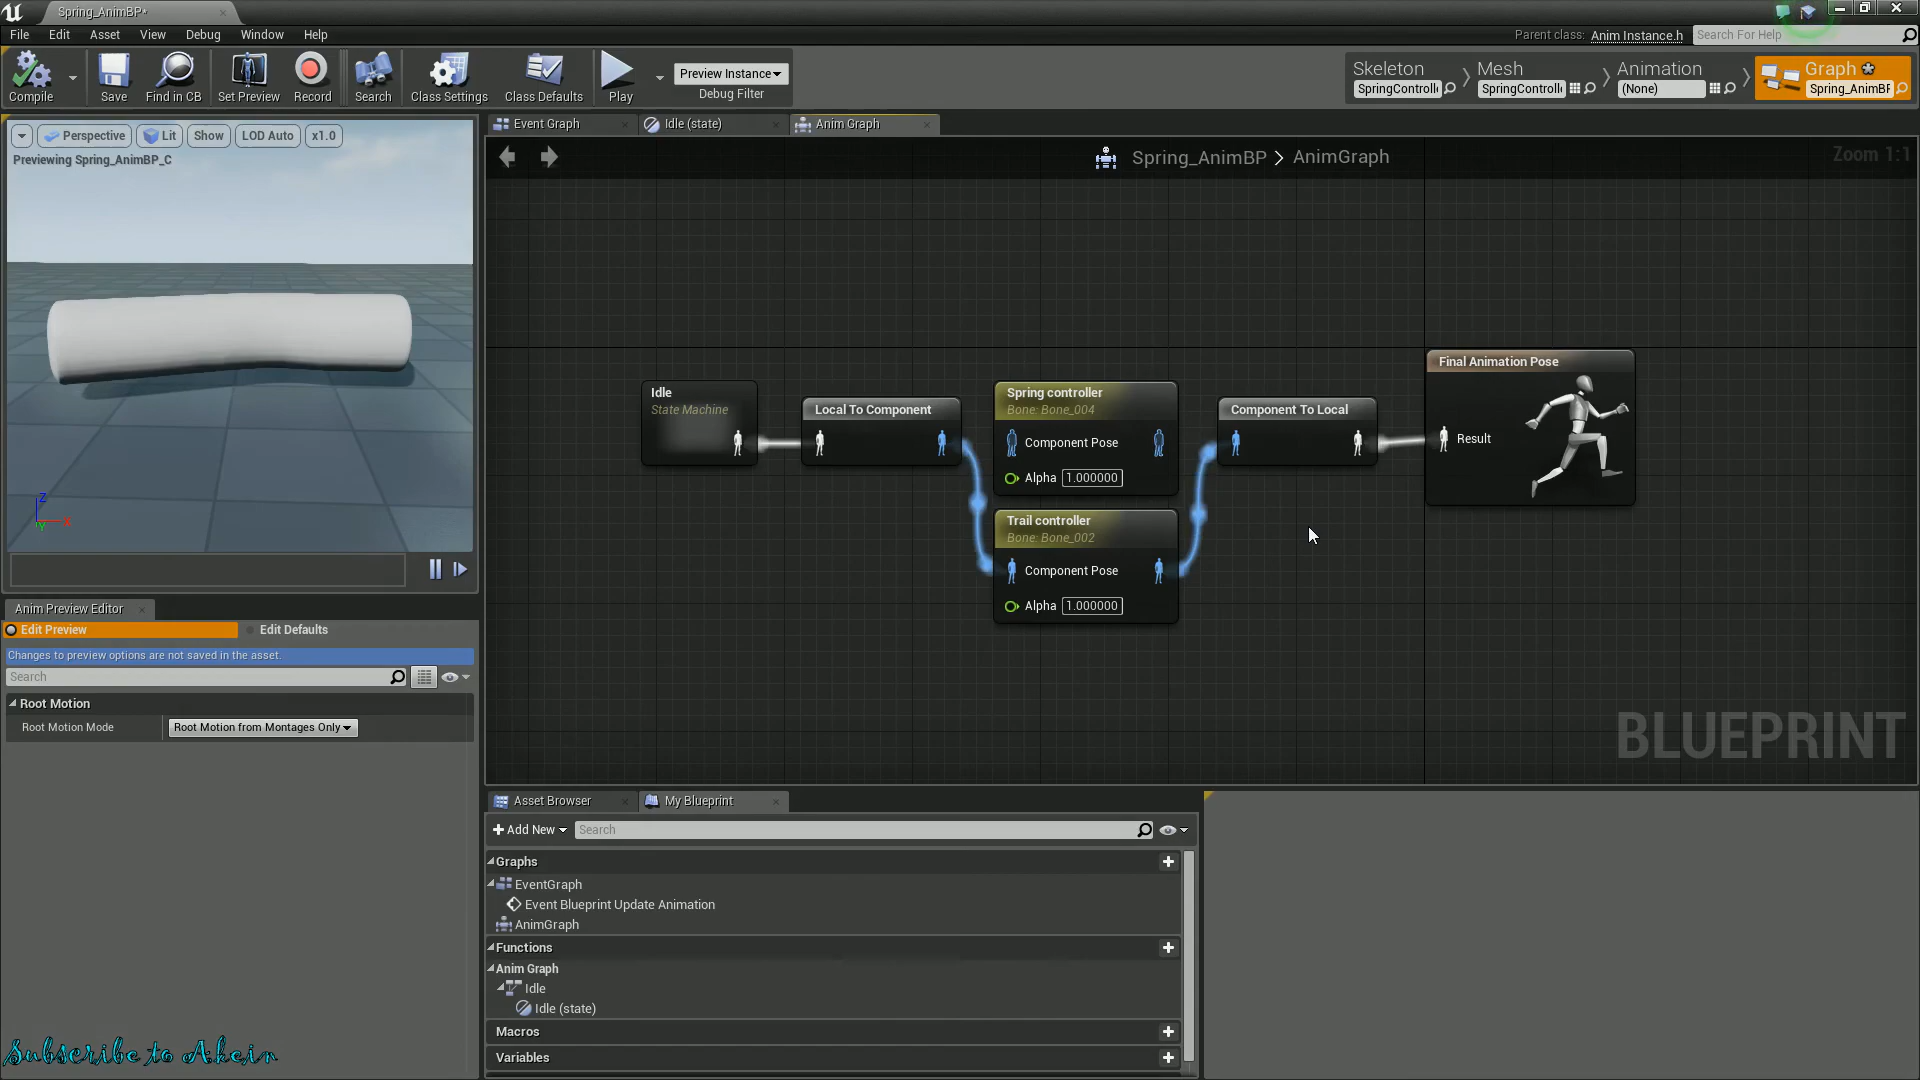 Spring_AnimBP*
File Edit Asset View Debug Window Help
Parent class: Anim Instance.h Search For Help
Compile Save Find in CB Set Preview Record Search Class Settings Class Defaults Play
Preview Instance
Debug Filter
Skeleton
SpringControlle
Mesh
SpringControlle
Animation
(None)
Graph
Spring_AnimBP
Perspective Lit Show LOD Auto x1.0
Previewing Spring_AnimBP_C
Z
X
Y
Event Graph Idle (state) Anim Graph
Spring_AnimBP > AnimGraph
Zoom 1:1
Idle
State Machine
Local To Component
Spring controller
Bone: Bone_004
Component Pose
Alpha 1.000000
Trail controller
Bone: Bone_002
Component Pose
Alpha 1.000000
Component To Local
Final Animation Pose
Result
BLUEPRINT
Anim Preview Editor
Edit Preview Edit Defaults
Changes to preview options are not saved in the asset.
Search
Root Motion
Root Motion Mode Root Motion from Montages Only
Asset Browser My Blueprint
Add New Search
Graphs
EventGraph
Event Blueprint Update Animation
AnimGraph
Functions
Anim Graph
Idle
Idle (state)
Macros
Variables
Subscribe to Akein